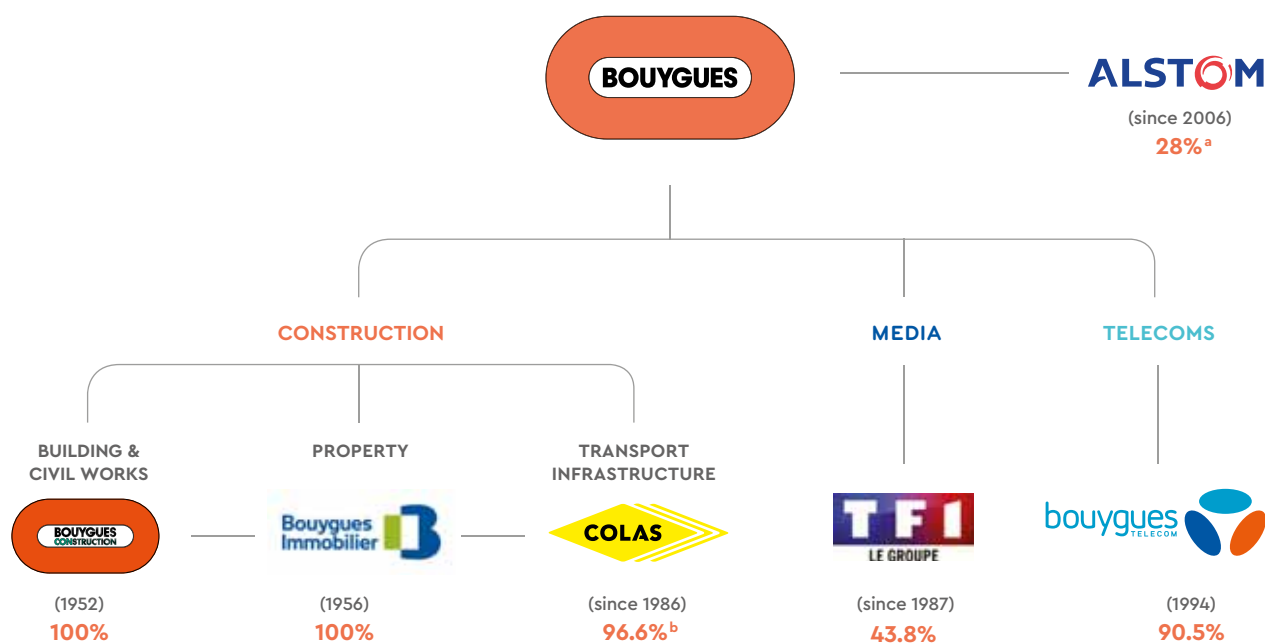 BOUYGUES
ALSTOM
(since 2006)
28%ᵃ
CONSTRUCTION
MEDIA
TELECOMS
BUILDING &
CIVIL WORKS
PROPERTY
TRANSPORT
INFRASTRUCTURE
BOUYGUES
CONSTRUCTION
Bouygues
Immobilier
COLAS
TF1
LE GROUPE
bouygues
TELECOM
(1952)
100%
(1956)
100%
(since 1986)
96.6%ᵇ
(since 1987)
43.8%
(1994)
90.5%